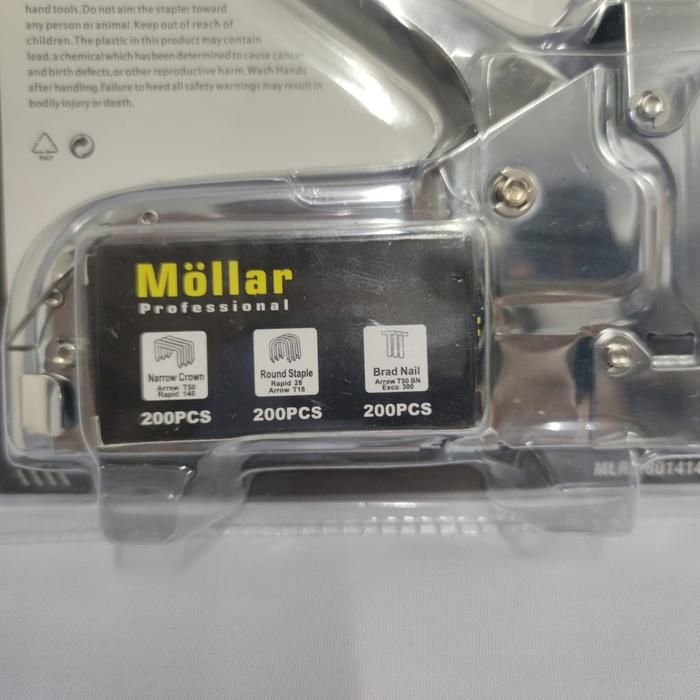 hand tools. Do not aim the stapler toward
any person or animal. Keep out of reach of
children. The plastic in this product may contain
lead, a chemical which has been determined to cause cancer
and birth defects, or other reproductive harm. Wash Hands
after handling. Failure to heed all safety warnings may result in
bodily injury or death.
PAP
Möllar
Professional
Narrow Crown
Arrow T50
Rapid 140
200PCS
Round Staple
Rapid 28
Arrow T18
200PCS
Brad Nail
Arrow T50 BN
Esco 300
200PCS